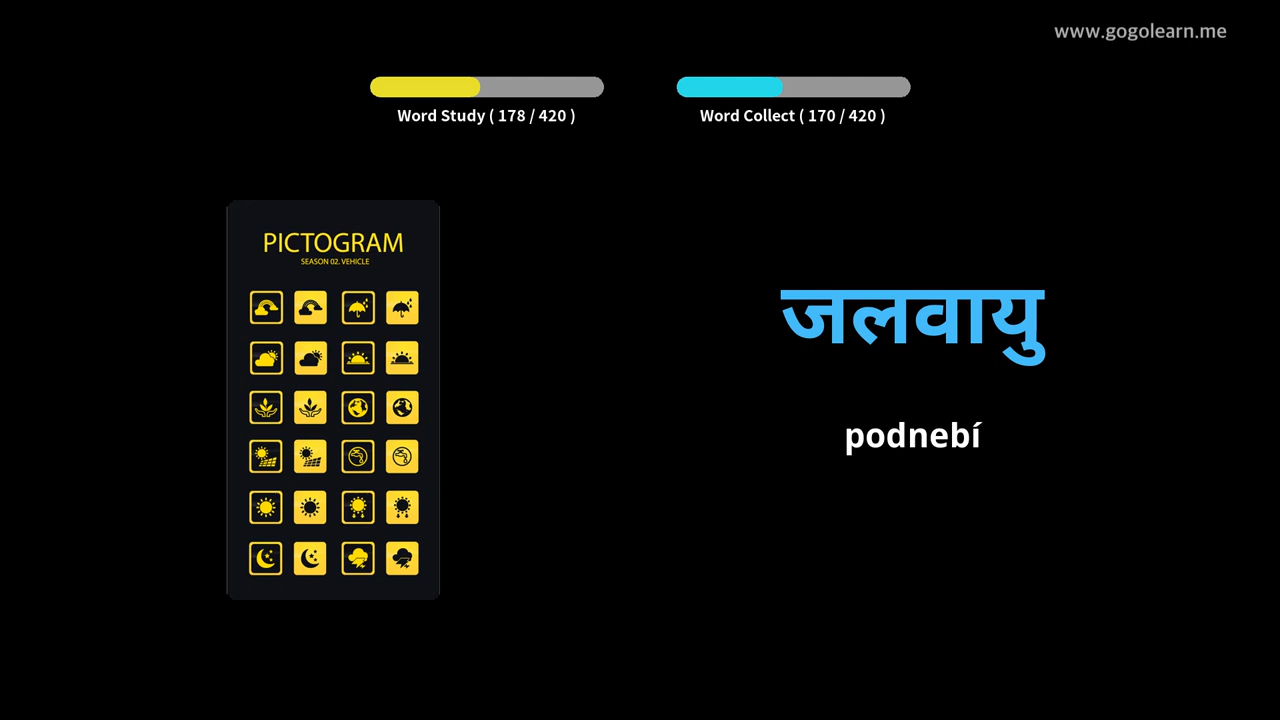 www.gogolearn.me
Word Study ( 178 / 420 )
Word Collect ( 170 / 420 )
PICTOGRAM
SEASON 02. VEHICLE
जलवायु
podnebí